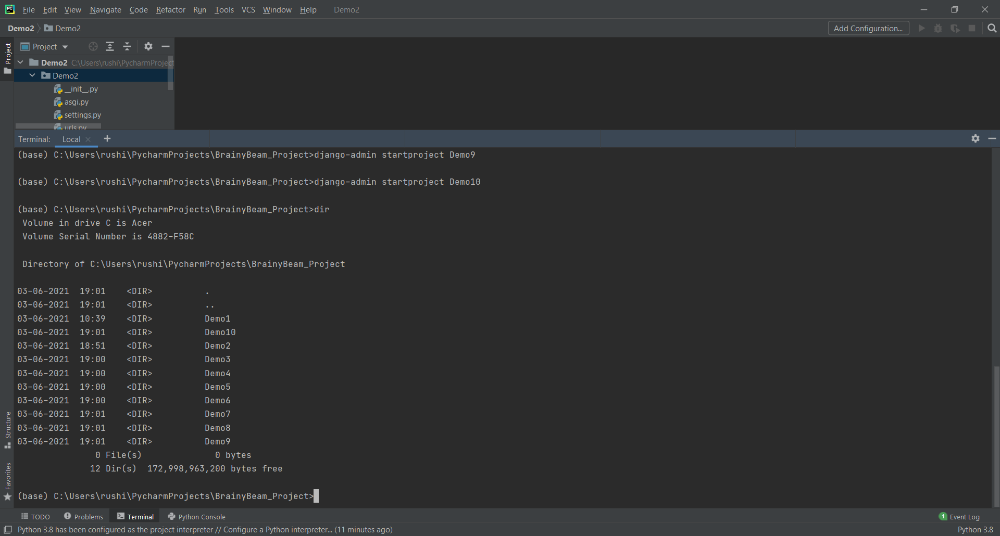 PC File Edit View Navigate Code Refactor Run Tools VCS Window Help Demo2
Demo2 Demo2 Add Configuration...
Project
Project
Demo2 C:\Users\rushi\PycharmProject
Demo2
__init__.py
asgi.py
settings.py
urls.py
Terminal: Local
(base) C:\Users\rushi\PycharmProjects\BrainyBeam_Project>django-admin startproject Demo9
(base) C:\Users\rushi\PycharmProjects\BrainyBeam_Project>django-admin startproject Demo10
(base) C:\Users\rushi\PycharmProjects\BrainyBeam_Project>dir
Volume in drive C is Acer
Volume Serial Number is 4882-F58C
Directory of C:\Users\rushi\PycharmProjects\BrainyBeam_Project
03-06-2021 19:01 <DIR> .
03-06-2021 19:01 <DIR> ..
03-06-2021 10:39 <DIR> Demo1
03-06-2021 19:01 <DIR> Demo10
03-06-2021 18:51 <DIR> Demo2
03-06-2021 19:00 <DIR> Demo3
03-06-2021 19:00 <DIR> Demo4
03-06-2021 19:00 <DIR> Demo5
03-06-2021 19:00 <DIR> Demo6
03-06-2021 19:01 <DIR> Demo7
03-06-2021 19:01 <DIR> Demo8
03-06-2021 19:01 <DIR> Demo9
0 File(s) 0 bytes
12 Dir(s) 172,998,963,200 bytes free
(base) C:\Users\rushi\PycharmProjects\BrainyBeam_Project>
Structure
Favorites
TODO Problems Terminal Python Console 1 Event Log
Python 3.8 has been configured as the project interpreter // Configure a Python interpreter... (11 minutes ago) Python 3.8